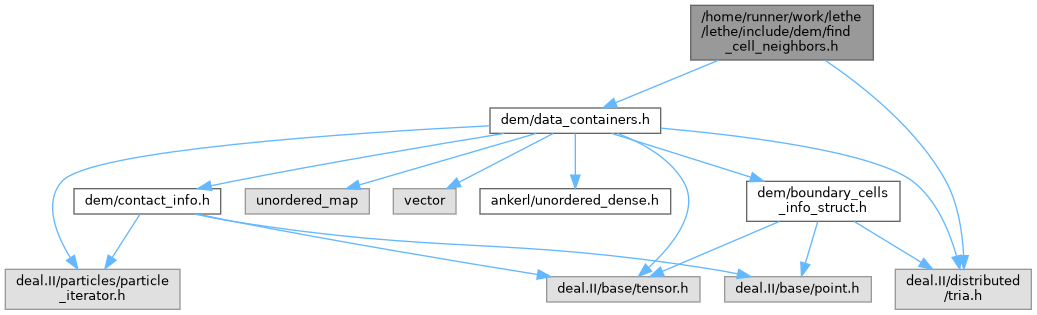 /home/runner/work/lethe
/lethe/include/dem/find
_cell_neighbors.h
dem/data_containers.h
dem/contact_info.h
unordered_map
vector
ankerl/unordered_dense.h
dem/boundary_cells
_info_struct.h
deal.II/particles/particle
_iterator.h
deal.II/base/tensor.h
deal.II/base/point.h
deal.II/distributed
/tria.h